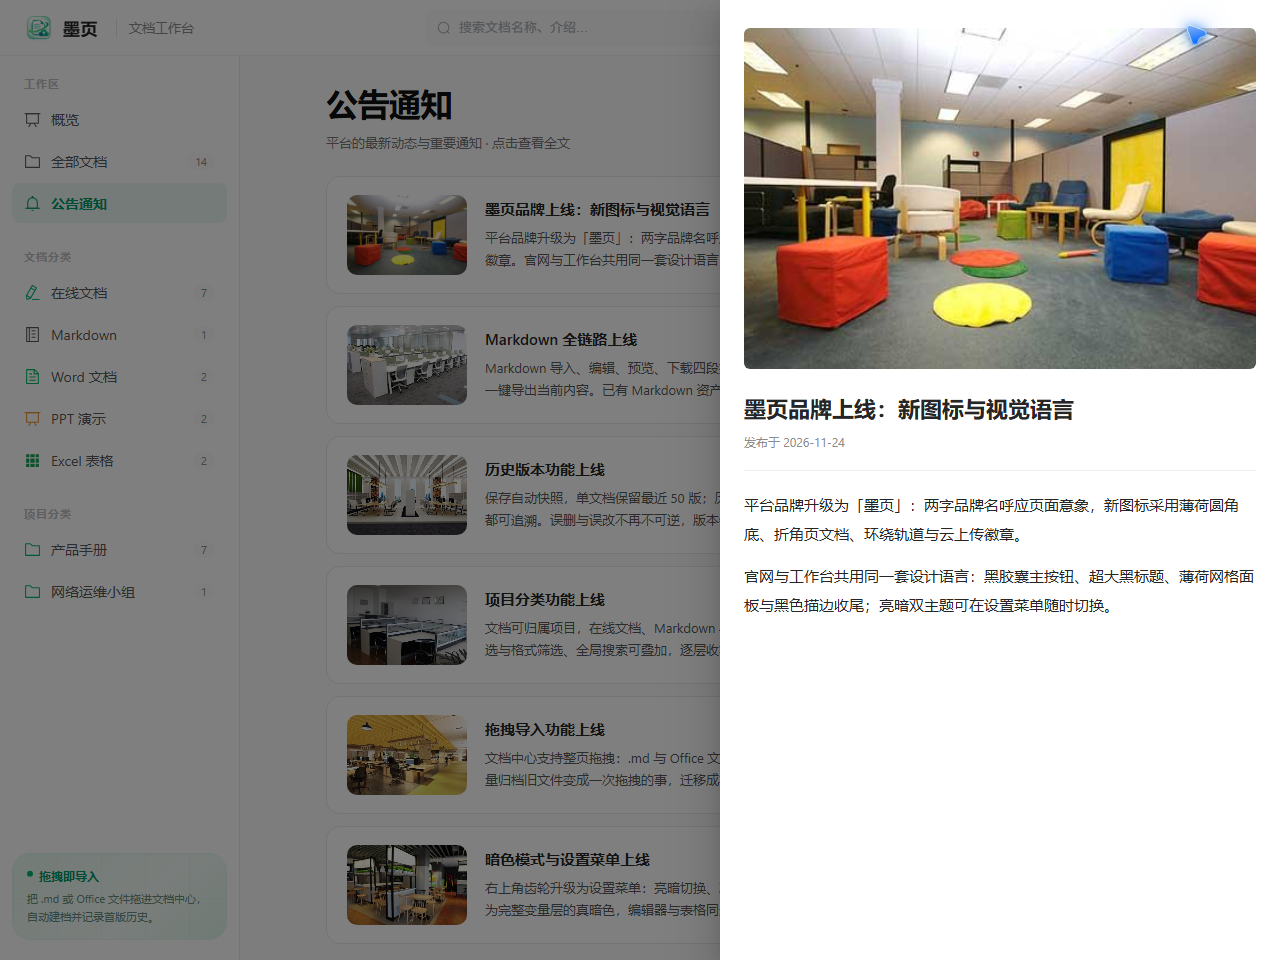 墨页
文档工作台
搜索文档名称、介绍...
工作区
概览
全部文档 14
公告通知
文档分类
在线文档 7
Markdown 1
Word 文档 2
PPT 演示 2
Excel 表格 2
项目分类
产品手册 7
网络运维小组 1
拖拽即导入
把 .md 或 Office 文件拖进文档中心，
自动建档并记录首版历史。
公告通知
平台的最新动态与重要通知 · 点击查看全文
墨页品牌上线：新图标与视觉语言
平台品牌升级为「墨页」：两字品牌名呼
徽章。官网与工作台共用同一套设计语言
Markdown 全链路上线
Markdown 导入、编辑、预览、下载四段
一键导出当前内容。已有 Markdown 资产
历史版本功能上线
保存自动快照，单文档保留最近 50 版；
都可追溯。误删与误改不再不可逆，版本
项目分类功能上线
文档可归属项目，在线文档、Markdown
选与格式筛选、全局搜索可叠加，逐层收
拖拽导入功能上线
文档中心支持整页拖拽：.md 与 Office 文
量归档旧文件变成一次拖拽的事，迁移成
暗色模式与设置菜单上线
右上角齿轮升级为设置菜单：亮暗切换、
为完整变量层的真暗色，编辑器与表格同
墨页品牌上线：新图标与视觉语言
发布于 2026-11-24
平台品牌升级为「墨页」：两字品牌名呼应页面意象，新图标采用薄荷圆角
底、折角页文档、环绕轨道与云上传徽章。
官网与工作台共用同一套设计语言：黑胶囊主按钮、超大黑标题、薄荷网格面
板与黑色描边收尾；亮暗双主题可在设置菜单随时切换。